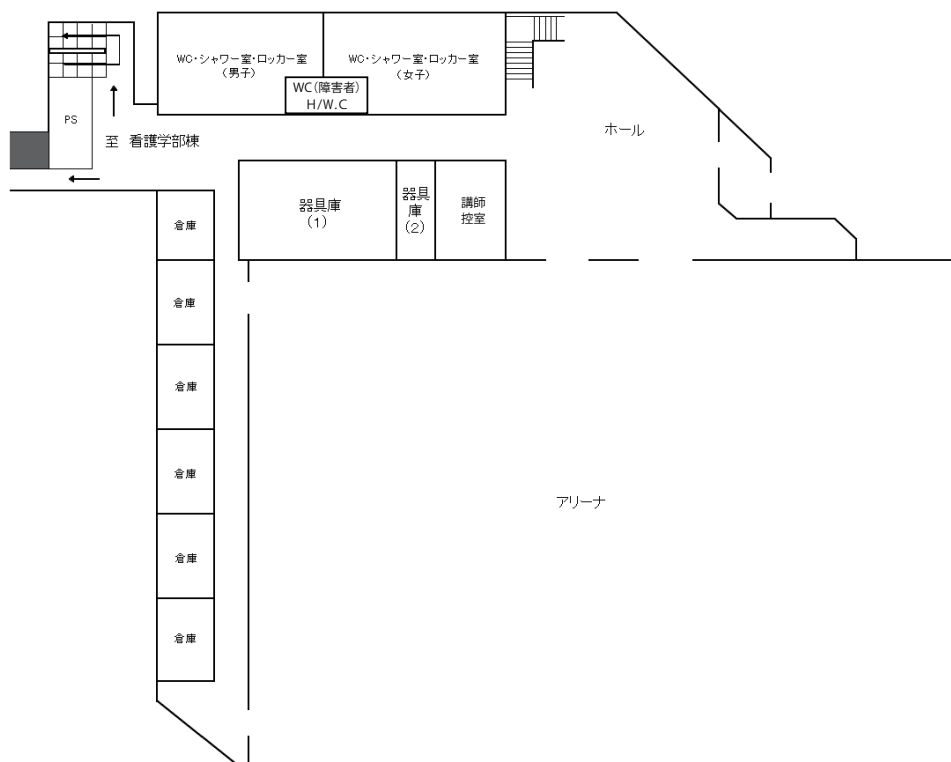 WC・シャワー室・ロッカー室
（男子）
WC・シャワー室・ロッカー室
（女子）
WC（障害者）
H/W.C
PS
至 看護学部棟
ホール
器具庫
(1)
器具
庫
(2)
講師
控室
倉庫
倉庫
倉庫
倉庫
倉庫
倉庫
アリーナ